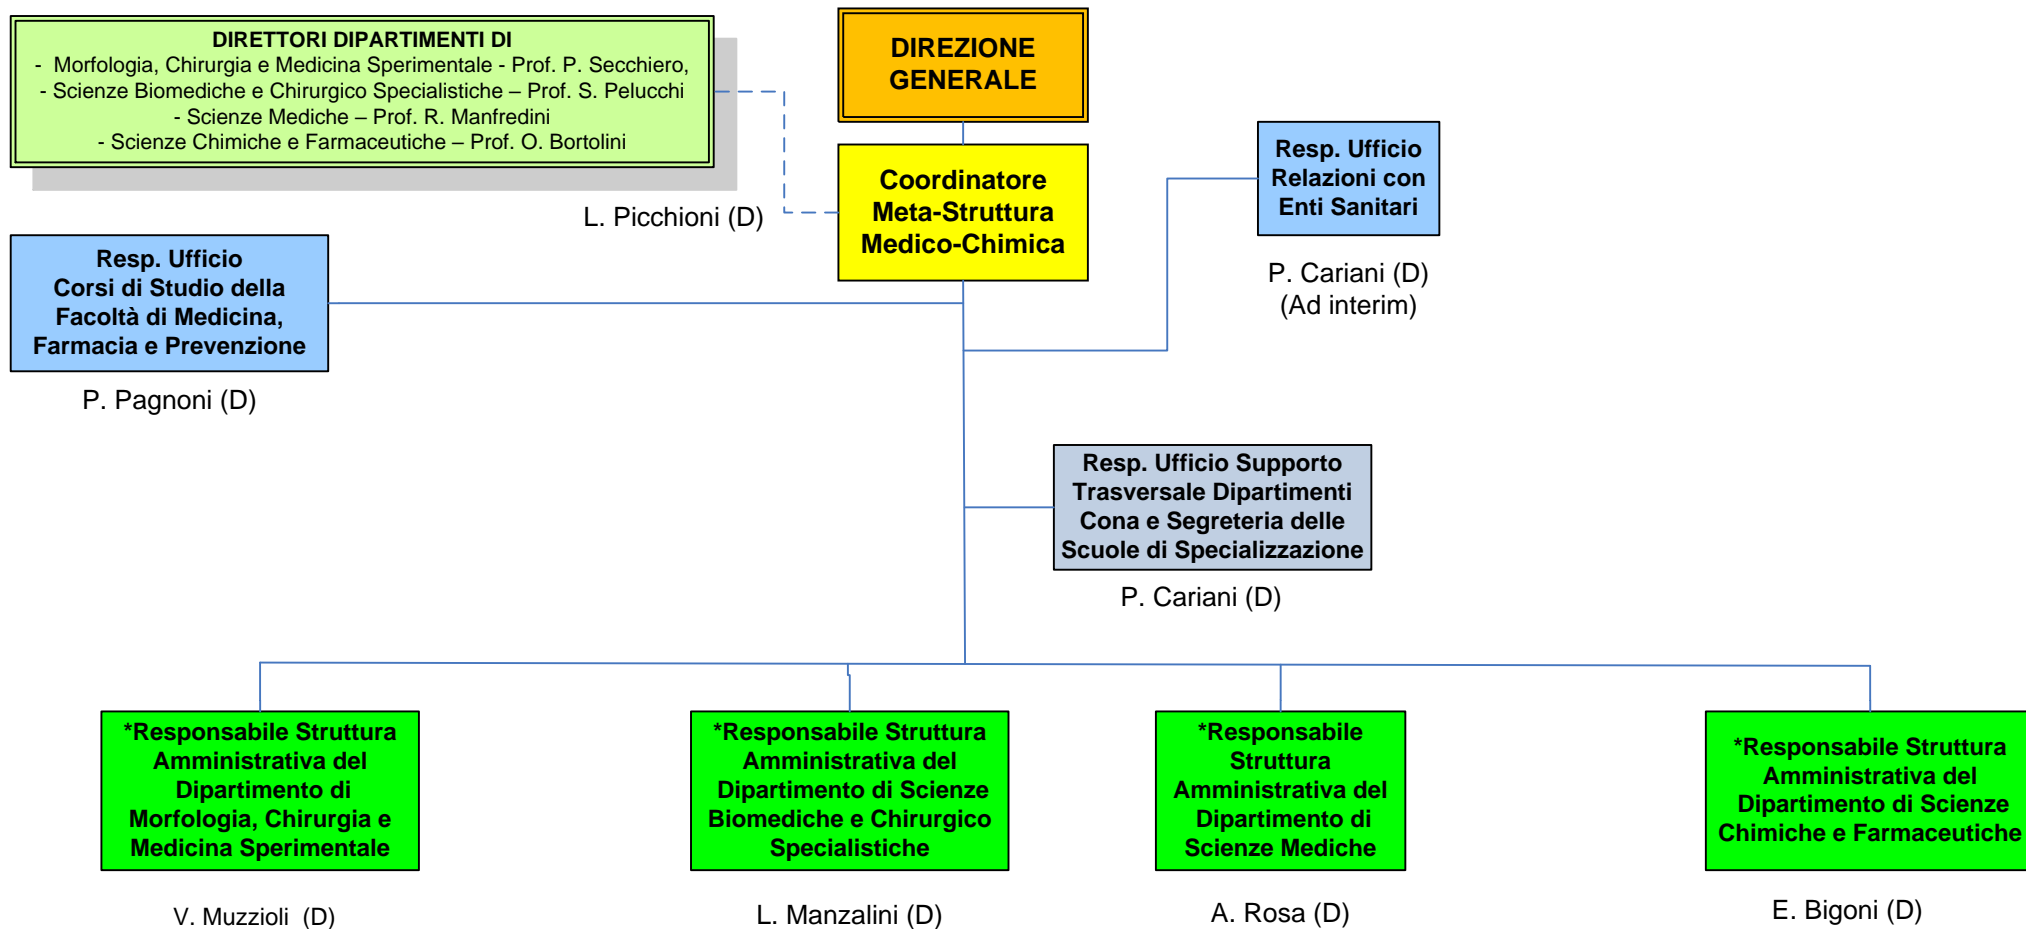 DIRETTORI DIPARTIMENTI DI
- Morfologia, Chirurgia e Medicina Sperimentale - Prof. P. Secchiero,
- Scienze Biomediche e Chirurgico Specialistiche – Prof. S. Pelucchi
- Scienze Mediche – Prof. R. Manfredini
- Scienze Chimiche e Farmaceutiche – Prof. O. Bortolini
DIREZIONE
GENERALE
Coordinatore
Meta-Struttura
Medico-Chimica
L. Picchioni (D)
Resp. Ufficio
Relazioni con
Enti Sanitari
P. Cariani (D)
(Ad interim)
Resp. Ufficio
Corsi di Studio della
Facoltà di Medicina,
Farmacia e Prevenzione
P. Pagnoni (D)
Resp. Ufficio Supporto
Trasversale Dipartimenti
Cona e Segreteria delle
Scuole di Specializzazione
P. Cariani (D)
*Responsabile Struttura
Amministrativa del
Dipartimento di
Morfologia, Chirurgia e
Medicina Sperimentale
V. Muzzioli (D)
*Responsabile Struttura
Amministrativa del
Dipartimento di Scienze
Biomediche e Chirurgico
Specialistiche
L. Manzalini (D)
*Responsabile
Struttura
Amministrativa del
Dipartimento di
Scienze Mediche
A. Rosa (D)
*Responsabile Struttura
Amministrativa del
Dipartimento di Scienze
Chimiche e Farmaceutiche
E. Bigoni (D)